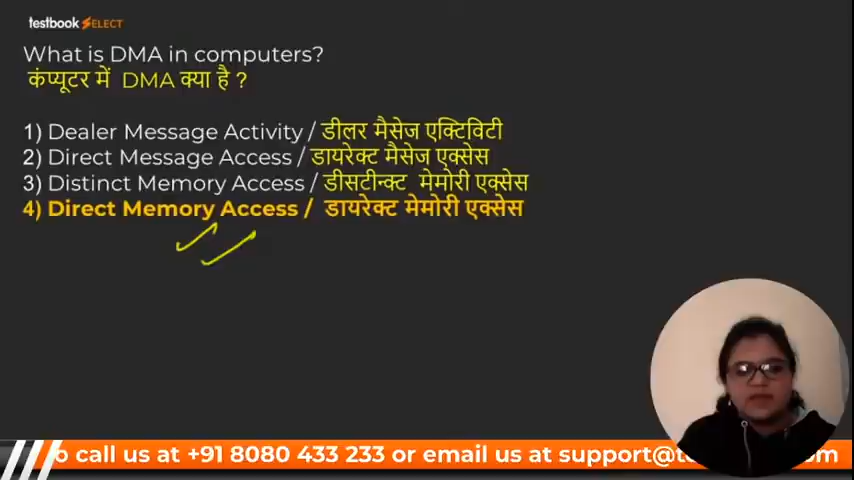 testbook SELECT
What is DMA in computers?
कंप्यूटर में DMA क्या है ?
1) Dealer Message Activity / डीलर मैसेज एक्टिविटी
2) Direct Message Access / डायरेक्ट मैसेज एक्सेस
3) Distinct Memory Access / डीसटीन्क्ट मेमोरी एक्सेस
4) Direct Memory Access / डायरेक्ट मेमोरी एक्सेस
call us at +91 8080 433 233 or email us at